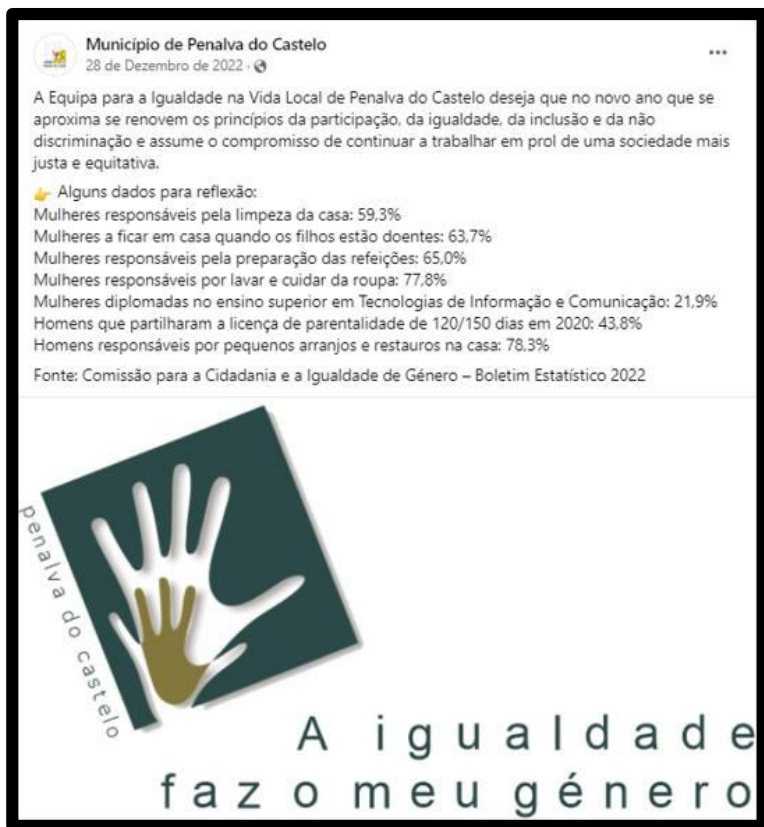 Município de Penalva do Castelo
28 de Dezembro de 2022 ·
A Equipa para a Igualdade na Vida Local de Penalva do Castelo deseja que no novo ano que se
aproxima se renovem os princípios da participação, da igualdade, da inclusão e da não
discriminação e assume o compromisso de continuar a trabalhar em prol de uma sociedade mais
justa e equitativa.
👉 Alguns dados para reflexão:
Mulheres responsáveis pela limpeza da casa: 59,3%
Mulheres a ficar em casa quando os filhos estão doentes: 63,7%
Mulheres responsáveis pela preparação das refeições: 65,0%
Mulheres responsáveis por lavar e cuidar da roupa: 77,8%
Mulheres diplomadas no ensino superior em Tecnologias de Informação e Comunicação: 21,9%
Homens que partilharam a licença de parentalidade de 120/150 dias em 2020: 43,8%
Homens responsáveis por pequenos arranjos e restauros na casa: 78,3%
Fonte: Comissão para a Cidadania e a Igualdade de Género – Boletim Estatístico 2022
penalva do castelo
A igualdade
faz o meu género